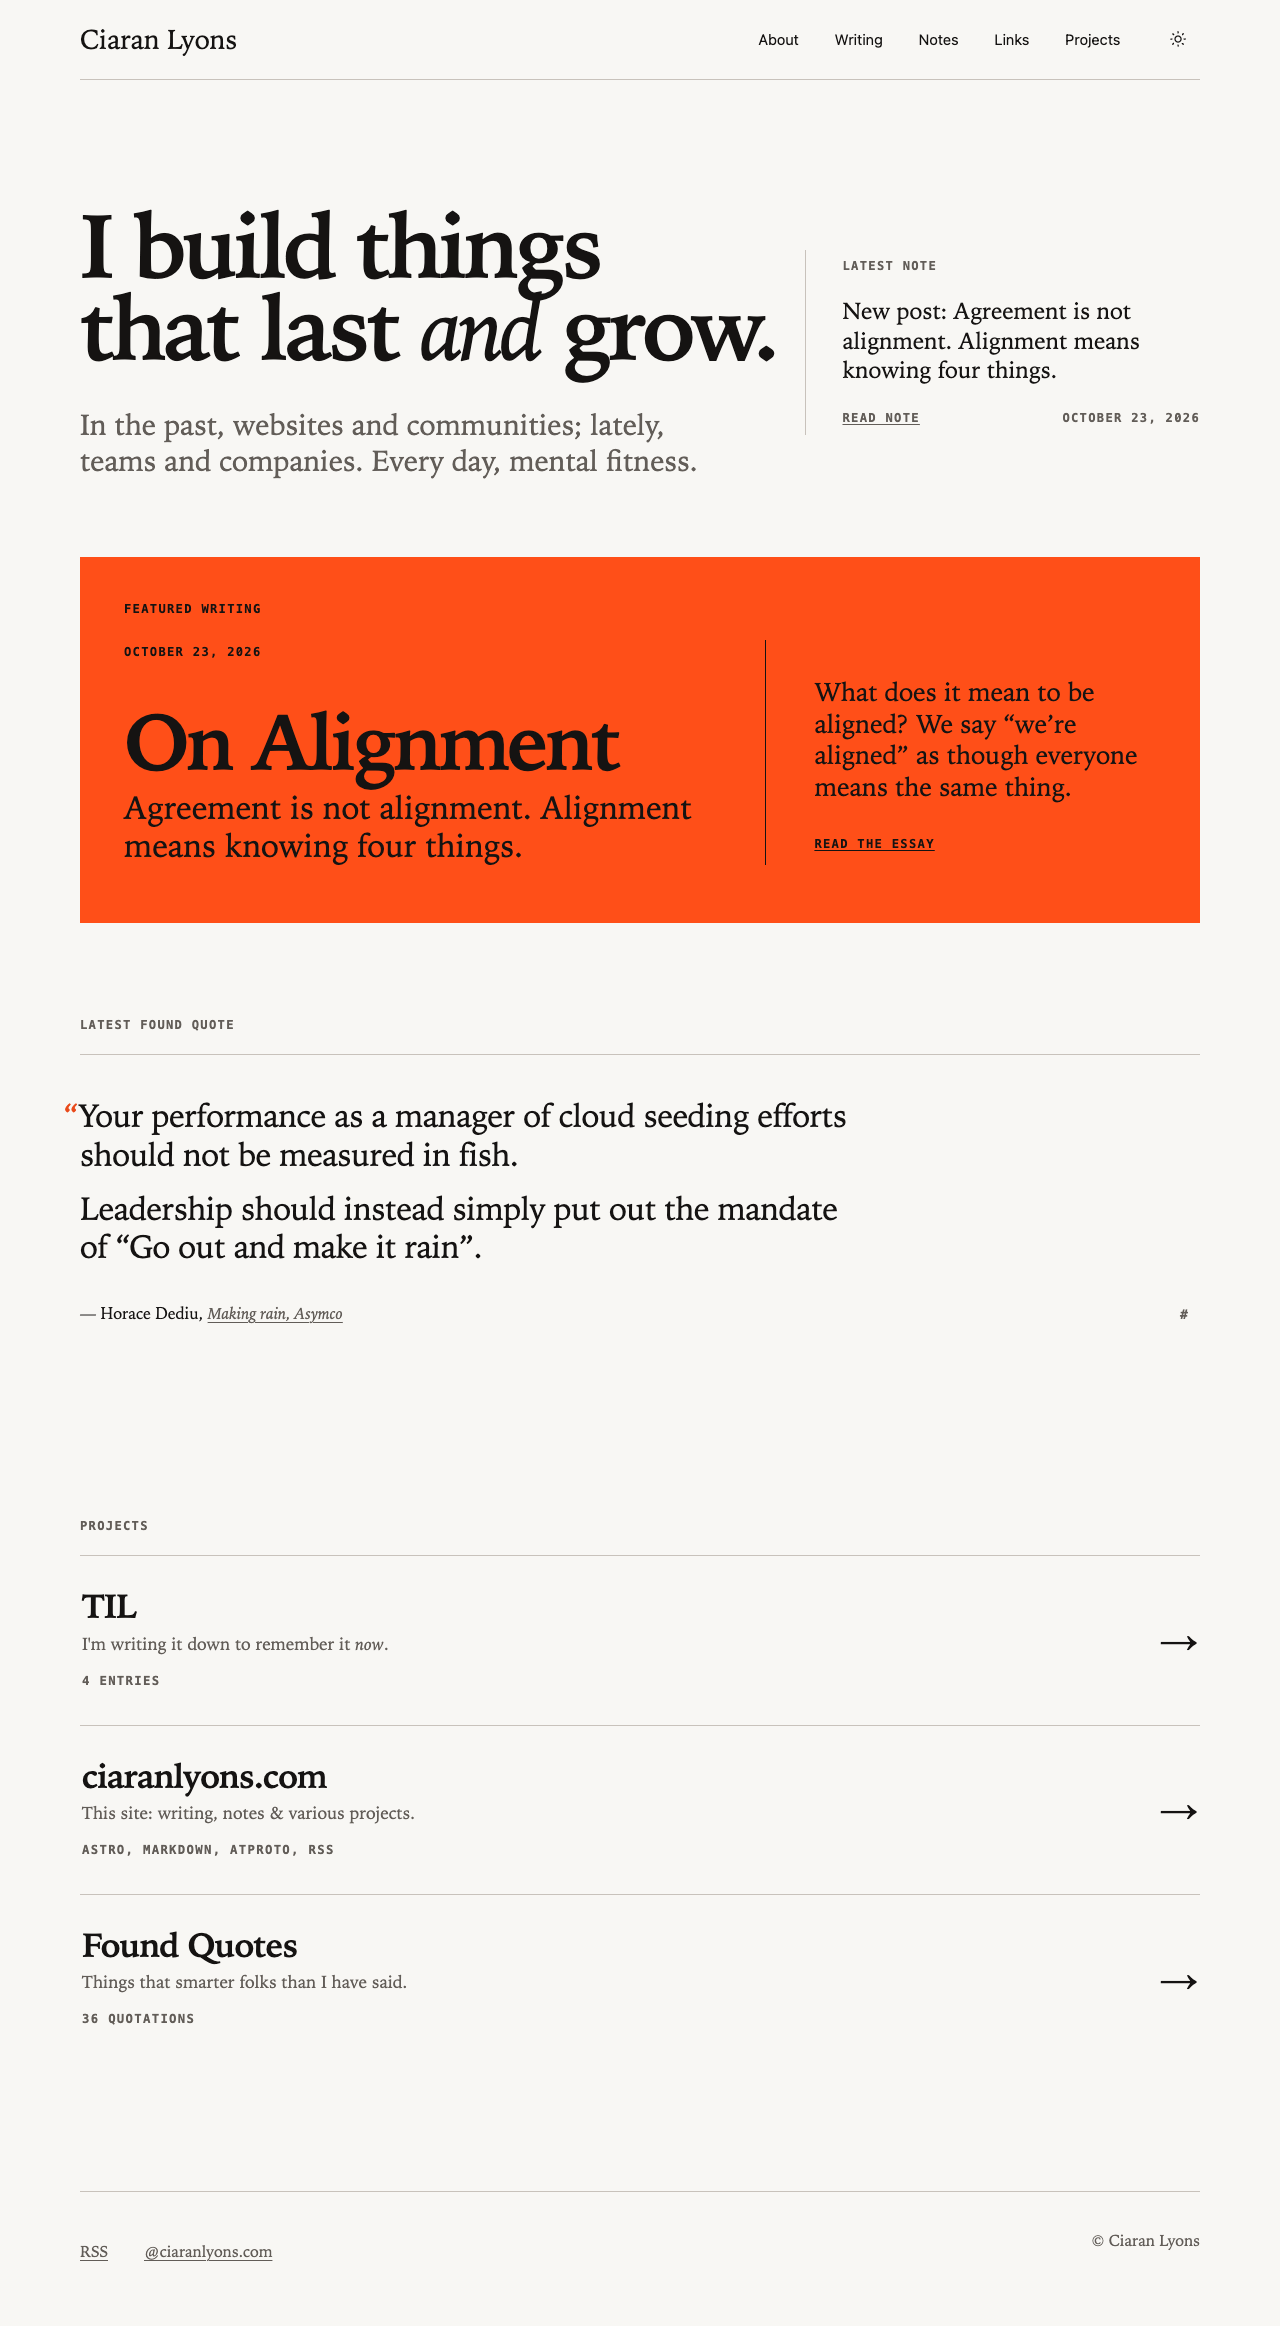 Ciaran Lyons
About
Writing
Notes
Links
Projects
I build things
that last and grow.
In the past, websites and communities; lately,
teams and companies. Every day, mental fitness.
LATEST NOTE
New post: Agreement is not
alignment. Alignment means
knowing four things.
READ NOTE
OCTOBER 23, 2026
FEATURED WRITING
OCTOBER 23, 2026
On Alignment
Agreement is not alignment. Alignment
means knowing four things.
What does it mean to be
aligned? We say “we’re
aligned” as though everyone
means the same thing.
READ THE ESSAY
LATEST FOUND QUOTE
“Your performance as a manager of cloud seeding efforts
should not be measured in fish.
Leadership should instead simply put out the mandate
of “Go out and make it rain”.
— Horace Dediu, Making rain, Asymco
#
PROJECTS
TIL
I'm writing it down to remember it now.
4 ENTRIES
→
ciaranlyons.com
This site: writing, notes & various projects.
ASTRO, MARKDOWN, ATPROTO, RSS
→
Found Quotes
Things that smarter folks than I have said.
36 QUOTATIONS
→
RSS
@ciaranlyons.com
© Ciaran Lyons